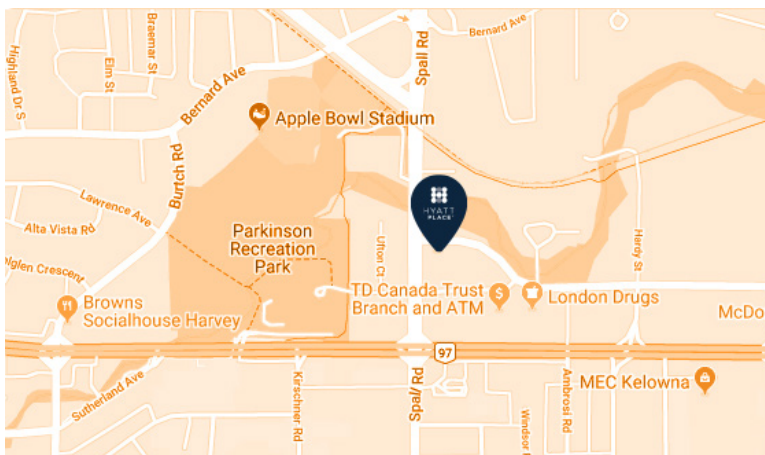 Braemar St
Bernard Ave
Spall Rd
Highland Dr S
Elm St
Bernard Ave
Apple Bowl Stadium
Burtch Rd
HYATT
PLACE
Lawrence Ave
Alta Vista Rd
Parkinson
Recreation
Park
Ufton Ct
Hardy St
elglen Crescent
TD Canada Trust
Branch and ATM
London Drugs
Browns
Socialhouse Harvey
McDo
97
Sutherland Ave
Kirschner Rd
Spall Rd
Ambrosi Rd
MEC Kelowna
Windsor